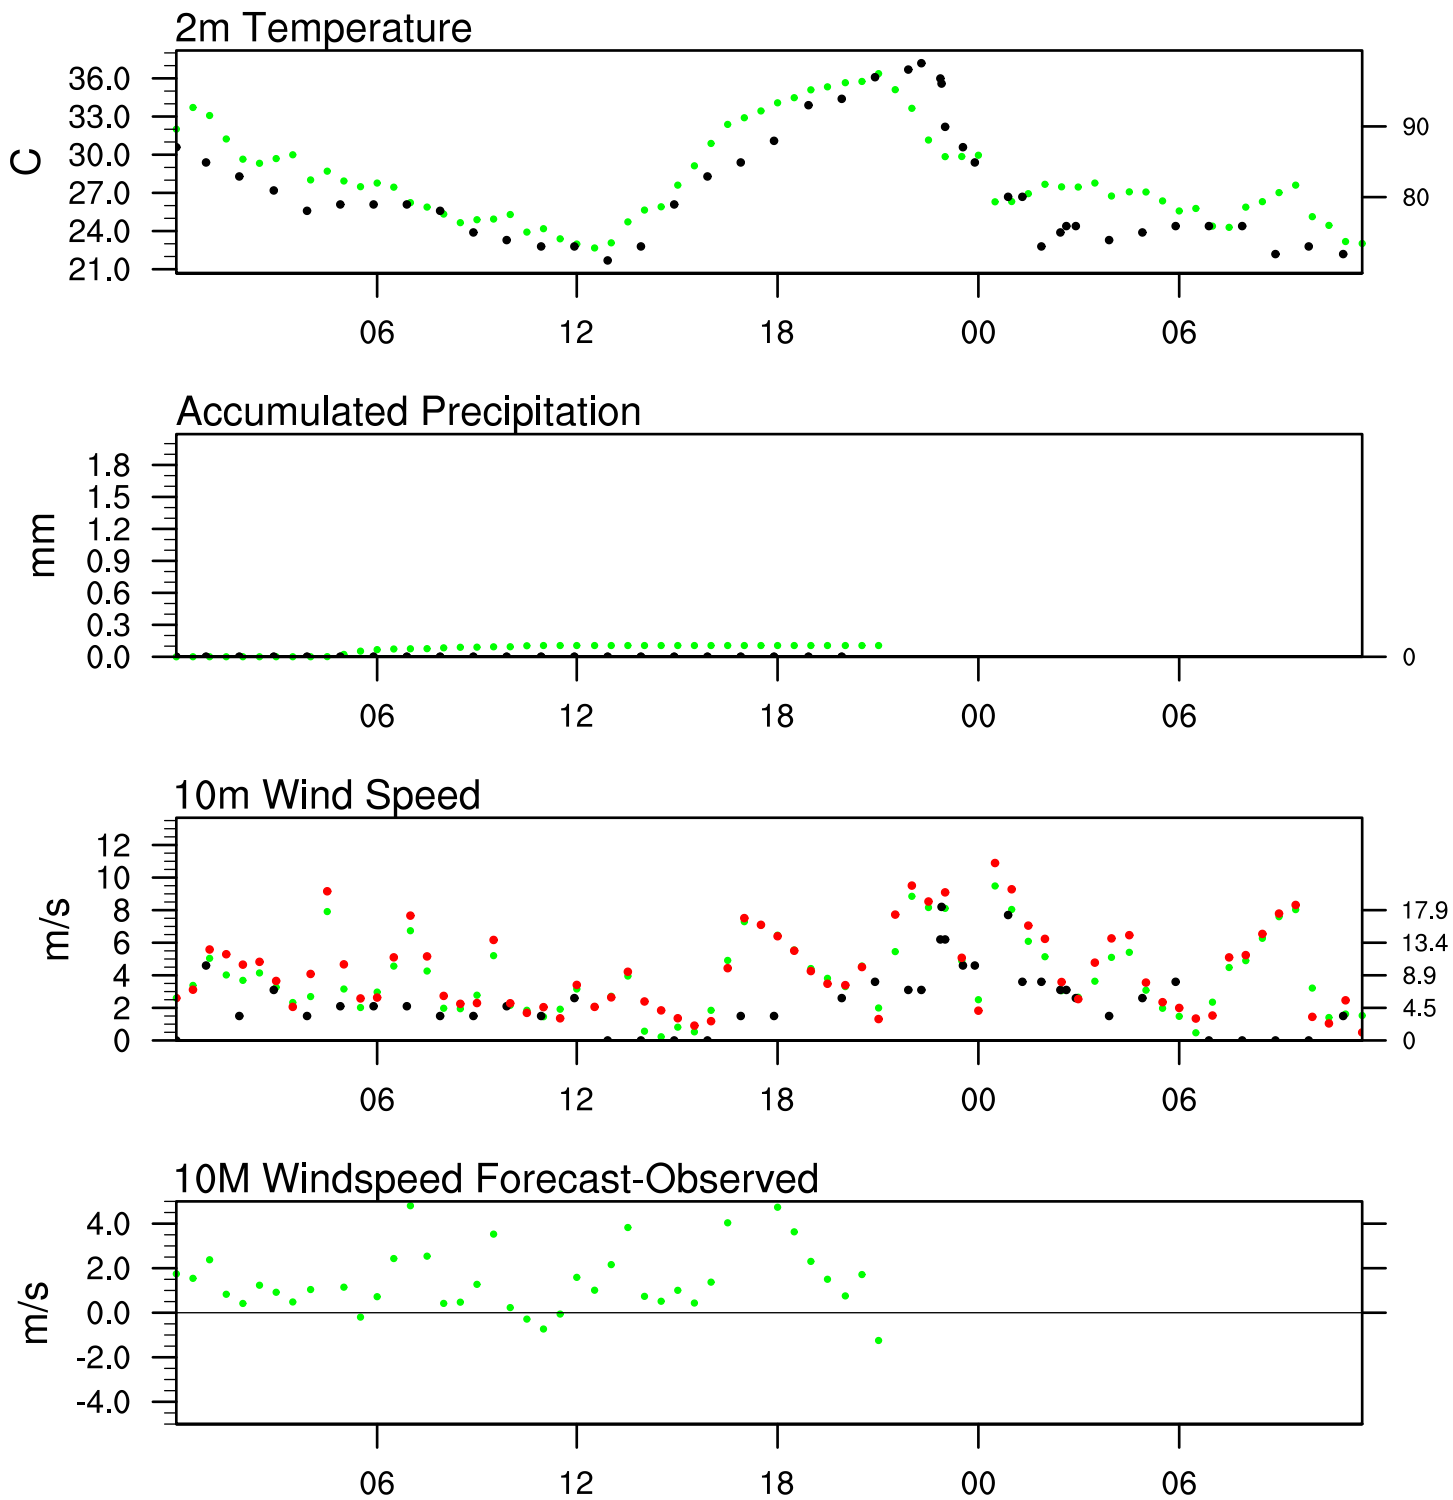 2m Temperature
36.0
33.0
90
30.0
C
27.0
80
24.0
21.0
06 12 18 00 06
Accumulated Precipitation
1.8
1.5
1.2
mm
0.9
0.6
0.3
0.0
0
06 12 18 00 06
10m Wind Speed
12
10
17.9
8
m/s
13.4
6
8.9
4
4.5
2
0
0
06 12 18 00 06
10M Windspeed Forecast-Observed
4.0
2.0
m/s
0.0
-2.0
-4.0
06 12 18 00 06